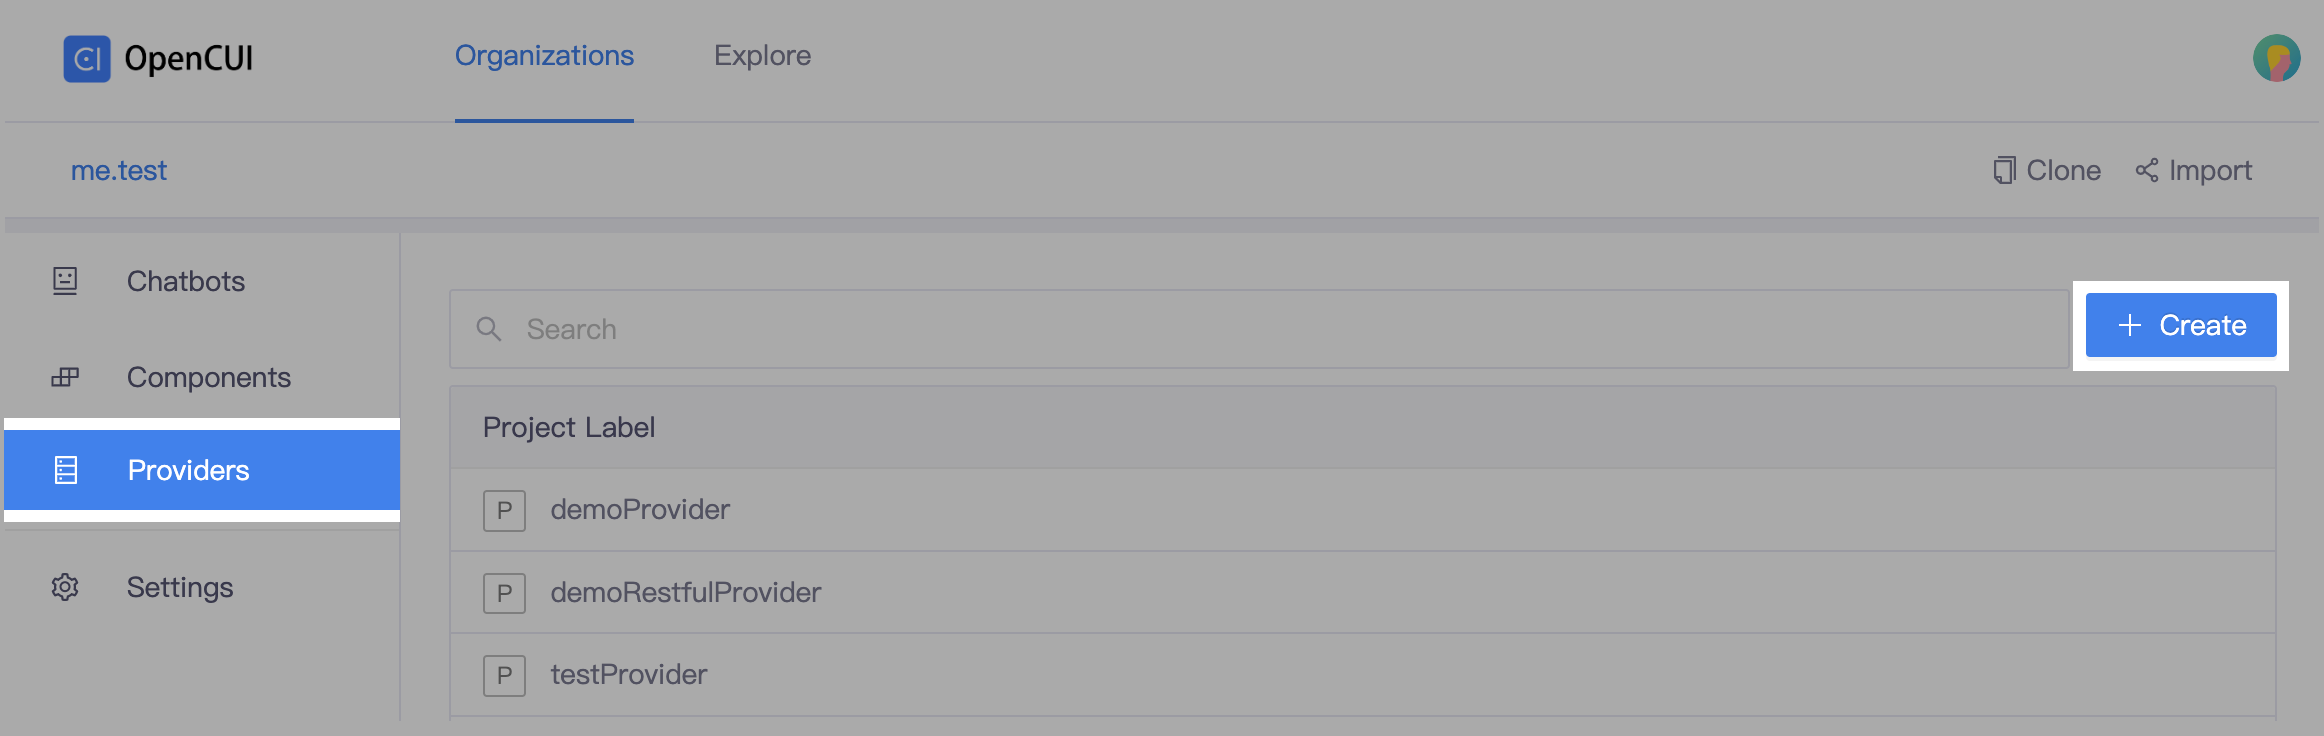 OpenCUI
Organizations
Explore
me.test
Clone
Import
Chatbots
Components
Providers
Settings
Search
Create
Project Label
P demoProvider
P demoRestfulProvider
P testProvider